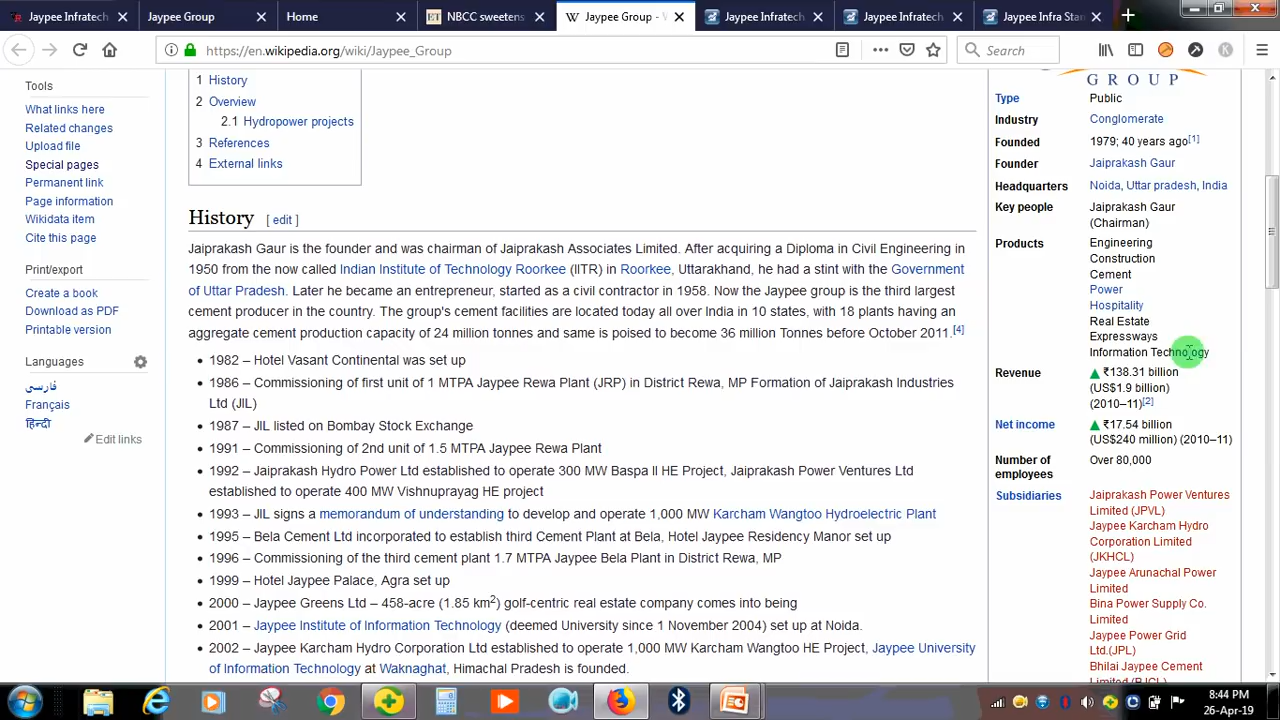 Jaypee Infratech
Jaypee Group
Home
NBCC sweetens
Jaypee Group -
Jaypee Infratech
Jaypee Infratech
Jaypee Infra Stan
https://en.wikipedia.org/wiki/Jaypee_Group
Search
Tools
What links here
Related changes
Upload file
Special pages
Permanent link
Page information
Wikidata item
Cite this page
Print/export
Create a book
Download as PDF
Printable version
Languages
فارسی
Français
हिन्दी
Edit links
1 History
2 Overview
2.1 Hydropower projects
3 References
4 External links
History [ edit ]
Jaiprakash Gaur is the founder and was chairman of Jaiprakash Associates Limited. After acquiring a Diploma in Civil Engineering in
1950 from the now called Indian Institute of Technology Roorkee (IITR) in Roorkee, Uttarakhand, he had a stint with the Government
of Uttar Pradesh. Later he became an entrepreneur, started as a civil contractor in 1958. Now the Jaypee group is the third largest
cement producer in the country. The group's cement facilities are located today all over India in 10 states, with 18 plants having an
aggregate cement production capacity of 24 million tonnes and same is poised to become 36 million Tonnes before October 2011.[4]
• 1982 – Hotel Vasant Continental was set up
• 1986 – Commissioning of first unit of 1 MTPA Jaypee Rewa Plant (JRP) in District Rewa, MP Formation of Jaiprakash Industries
Ltd (JIL)
• 1987 – JIL listed on Bombay Stock Exchange
• 1991 – Commissioning of 2nd unit of 1.5 MTPA Jaypee Rewa Plant
• 1992 – Jaiprakash Hydro Power Ltd established to operate 300 MW Baspa II HE Project, Jaiprakash Power Ventures Ltd
established to operate 400 MW Vishnuprayag HE project
• 1993 – JIL signs a memorandum of understanding to develop and operate 1,000 MW Karcham Wangtoo Hydroelectric Plant
• 1995 – Bela Cement Ltd incorporated to establish third Cement Plant at Bela, Hotel Jaypee Residency Manor set up
• 1996 – Commissioning of the third cement plant 1.7 MTPA Jaypee Bela Plant in District Rewa, MP
• 1999 – Hotel Jaypee Palace, Agra set up
• 2000 – Jaypee Greens Ltd – 458-acre (1.85 km2) golf-centric real estate company comes into being
• 2001 – Jaypee Institute of Information Technology (deemed University since 1 November 2004) set up at Noida.
• 2002 – Jaypee Karcham Hydro Corporation Ltd established to operate 1,000 MW Karcham Wangtoo HE Project, Jaypee University
of Information Technology at Waknaghat, Himachal Pradesh is founded.
GROUP
Type Public
Industry Conglomerate
Founded 1979; 40 years ago[1]
Founder Jaiprakash Gaur
Headquarters Noida, Uttar pradesh, India
Key people Jaiprakash Gaur
(Chairman)
Products Engineering
Construction
Cement
Power
Hospitality
Real Estate
Expressways
Information Technology
Revenue ▲ ₹138.31 billion
(US$1.9 billion)
(2010–11)[2]
Net income ▲ ₹17.54 billion
(US$240 million) (2010–11)
Number of Over 80,000
employees
Subsidiaries Jaiprakash Power Ventures
Limited (JPVL)
Jaypee Karcham Hydro
Corporation Limited
(JKHCL)
Jaypee Arunachal Power
Limited
Bina Power Supply Co.
Limited
Jaypee Power Grid
Ltd.(JPL)
Bhilai Jaypee Cement
Limited (BJCL)
8:44 PM
26-Apr-19